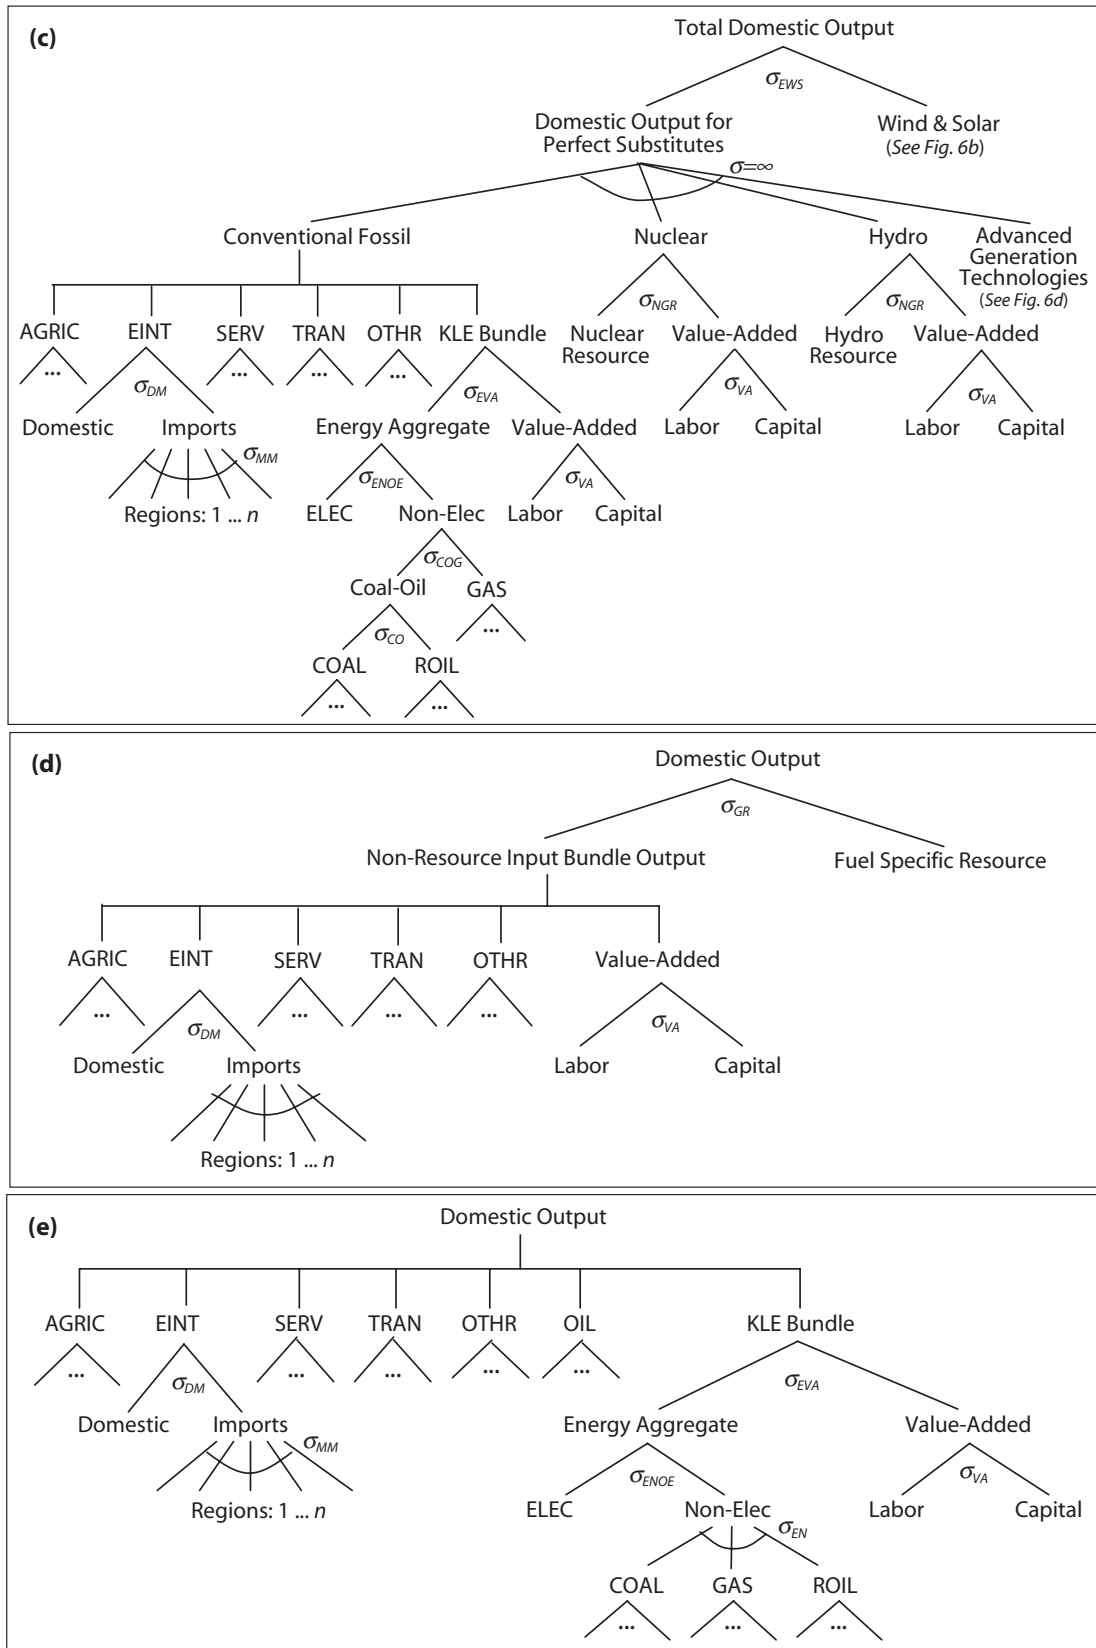 (c)
Total Domestic Output
σEWS
Domestic Output for
Perfect Substitutes
Wind & Solar
(See Fig. 6b)
σ=∞
Conventional Fossil
Nuclear
Hydro
Advanced
Generation
Technologies
(See Fig. 6d)
AGRIC
EINT
SERV
TRAN
OTHR
KLE Bundle
σNGR
σNGR
Nuclear
Resource
Value-Added
Hydro
Resource
Value-Added
...
σDM
...
...
...
σEVA
σVA
σVA
Domestic
Imports
Energy Aggregate
Value-Added
Labor
Capital
Labor
Capital
σMM
σENOE
σVA
Regions: 1 ... n
ELEC
Non-Elec
Labor
Capital
σCOG
Coal-Oil
GAS
σCO
...
COAL
ROIL
...
...
(d)
Domestic Output
σGR
Non-Resource Input Bundle Output
Fuel Specific Resource
AGRIC
EINT
SERV
TRAN
OTHR
Value-Added
...
σDM
...
...
...
σVA
Domestic
Imports
Labor
Capital
Regions: 1 ... n
(e)
Domestic Output
AGRIC
EINT
SERV
TRAN
OTHR
OIL
KLE Bundle
...
σDM
...
...
...
...
σEVA
Domestic
Imports
Energy Aggregate
Value-Added
σMM
σENOE
σVA
Regions: 1 ... n
ELEC
Non-Elec
Labor
Capital
σEN
COAL
GAS
ROIL
...
...
...